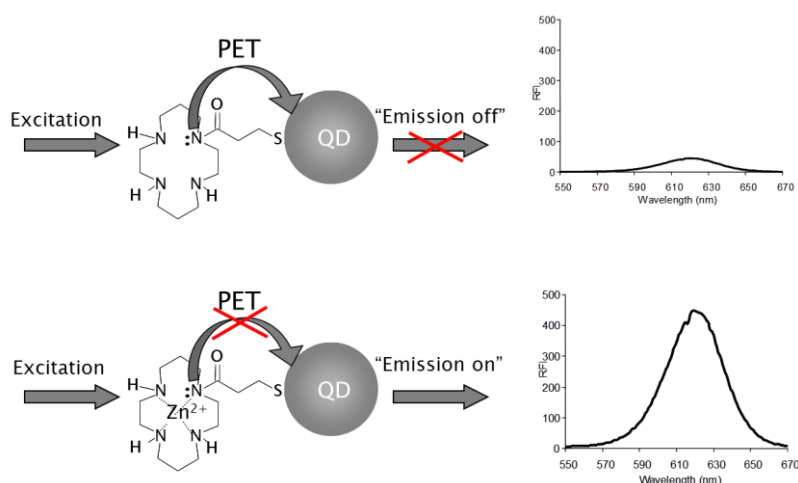 PET
Excitation
H
N
N
O
S
QD
"Emission off"
N
H
N
H
500
400
300
200
100
0
RFI
550 570 590 610 630 650 670
Wavelength (nm)
PET
Excitation
H
N
N
O
S
QD
"Emission on"
Zn2+
H
N
N
H
500
400
300
200
100
0
RFI
550 570 590 610 630 650 670
Wavelength (nm)